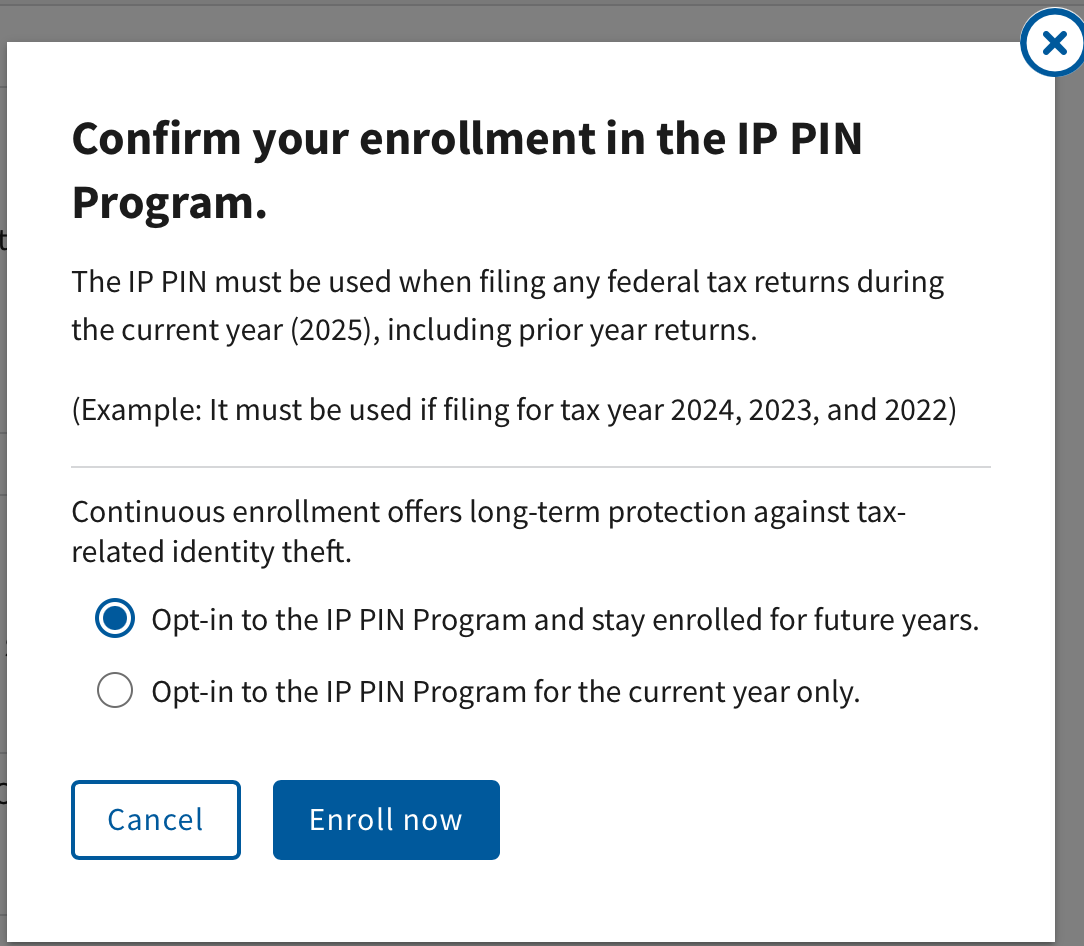 Confirm your enrollment in the IP PIN
Program.
The IP PIN must be used when filing any federal tax returns during
the current year (2025), including prior year returns.
(Example: It must be used if filing for tax year 2024, 2023, and 2022)
Continuous enrollment offers long-term protection against tax-
related identity theft.
Opt-in to the IP PIN Program and stay enrolled for future years.
Opt-in to the IP PIN Program for the current year only.
Cancel
Enroll now